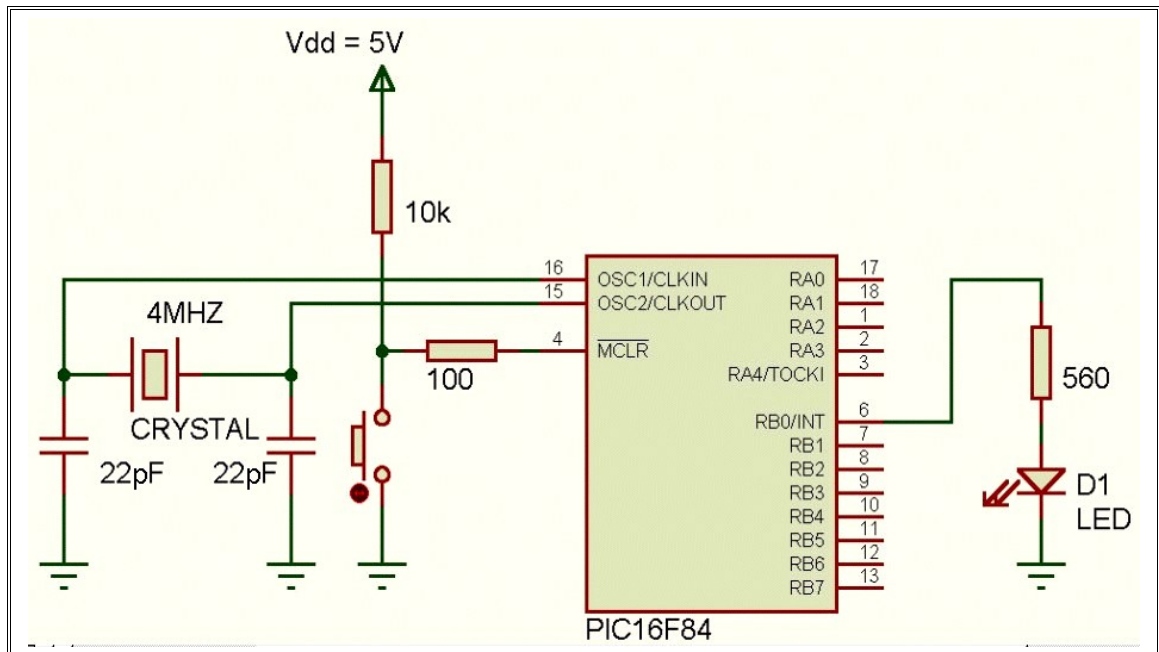 Vdd = 5V
10k
16
OSC1/CLKIN
RA0
17
15
OSC2/CLKOUT
RA1
18
4MHZ
RA2
1
4
MCLR
RA3
2
100
RA4/TOCKI
3
560
CRYSTAL
RB0/INT
6
22pF
22pF
RB1
7
RB2
8
D1
RB3
9
LED
RB4
10
RB5
11
RB6
12
RB7
13
PIC16F84